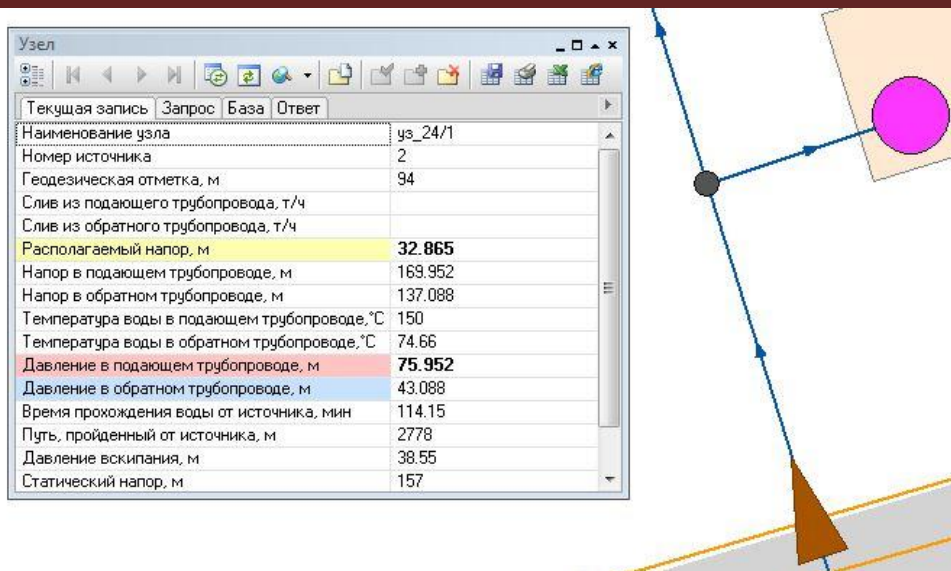 Узел
Текущая запись Запрос База Ответ
Наименование узла уз_24/1
Номер источника 2
Геодезическая отметка, м 94
Слив из подающего трубопровода, т/ч
Слив из обратного трубопровода, т/ч
Располагаемый напор, м 32.865
Напор в подающем трубопроводе, м 169.952
Напор в обратном трубопроводе, м 137.088
Температура воды в подающем трубопроводе,°С 150
Температура воды в обратном трубопроводе,°С 74.66
Давление в подающем трубопроводе, м 75.952
Давление в обратном трубопроводе, м 43.088
Время прохождения воды от источника, мин 114.15
Путь, пройденный от источника, м 2778
Давление вскипания, м 38.55
Статический напор, м 157